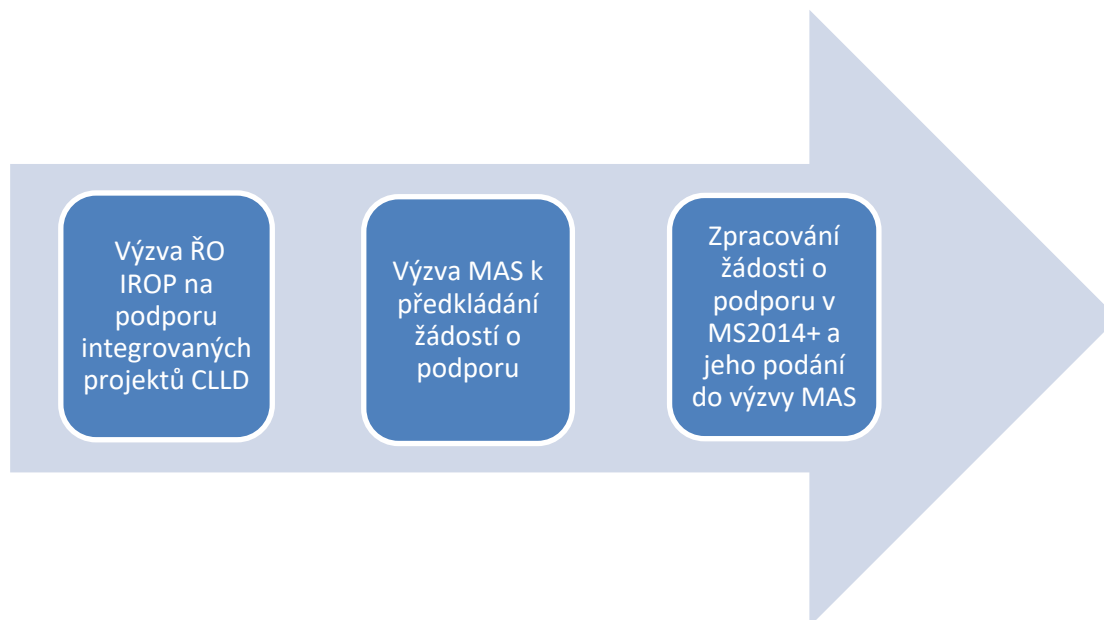 Výzva ŘO
IROP na
podporu
integrovaných
projektů CLLD
Výzva MAS k
předkládání
žádostí o
podporu
Zpracování
žádosti o
podporu v
MS2014+ a
jeho podání
do výzvy MAS